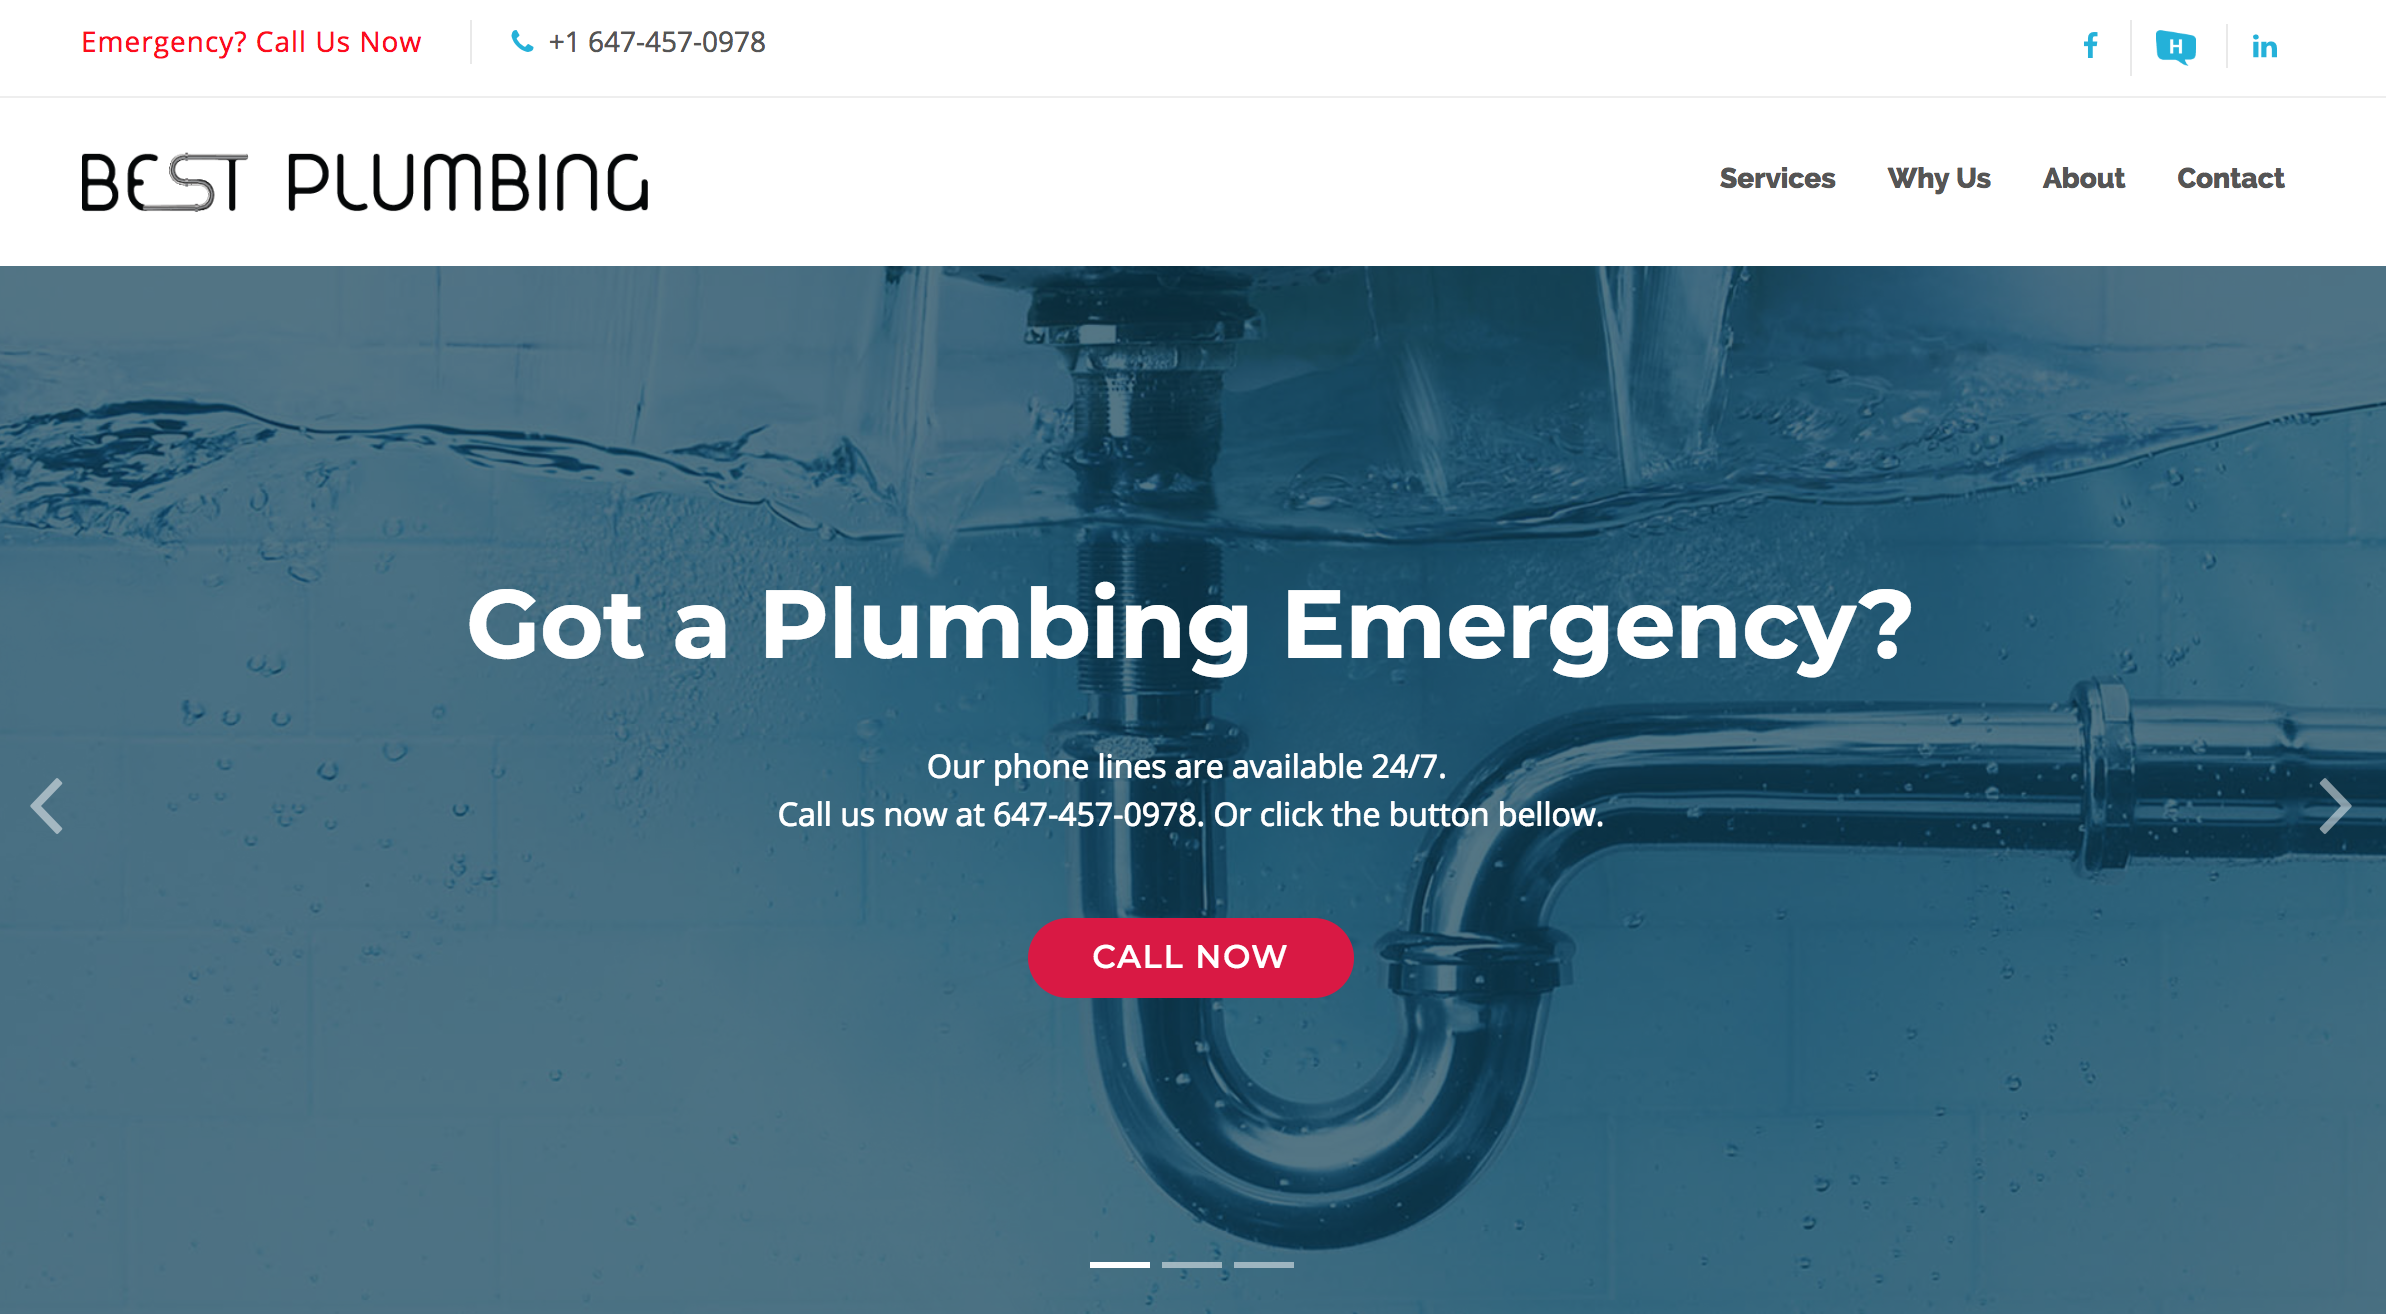 Emergency? Call Us Now
+1 647-457-0978
H
BEST PLUMBING
Services
Why Us
About
Contact
Got a Plumbing Emergency?
Our phone lines are available 24/7.
Call us now at 647-457-0978. Or click the button bellow.
CALL NOW